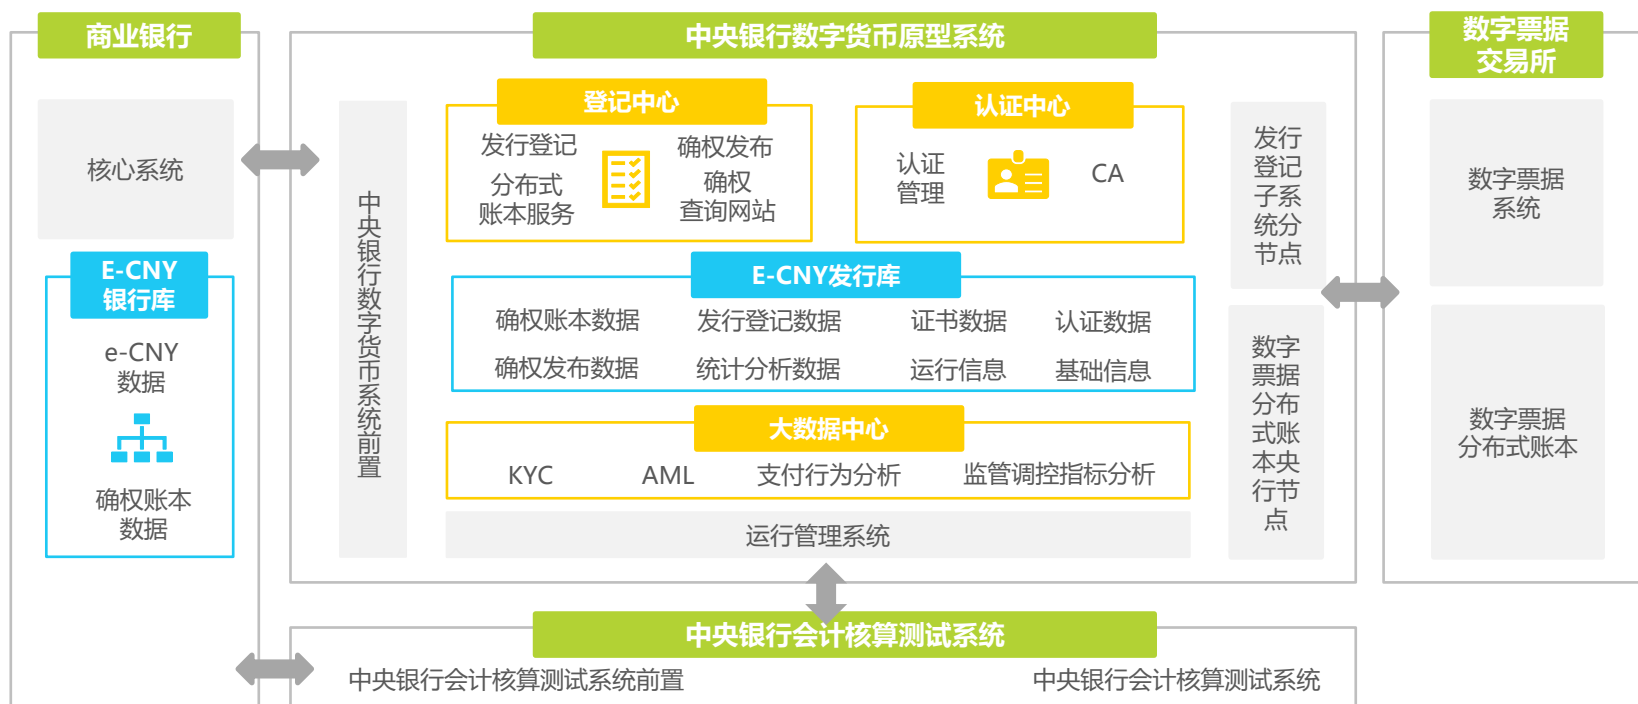 商业银行
核心系统
E-CNY
银行库
e-CNY
数据
确权账本
数据
中央银行数字货币原型系统
中央银行数字货币系统前置
登记中心
发行登记
分布式
账本服务
确权发布
确权
查询网站
认证中心
认证
管理
CA
E-CNY发行库
确权账本数据
发行登记数据
证书数据
认证数据
确权发布数据
统计分析数据
运行信息
基础信息
大数据中心
KYC
AML
支付行为分析
监管调控指标分析
运行管理系统
发行
登记
子系
统分
节点
数字
票据
分布
式账
本央
行节
点
数字票据
交易所
数字票据
系统
数字票据
分布式账本
中央银行会计核算测试系统
中央银行会计核算测试系统前置
中央银行会计核算测试系统